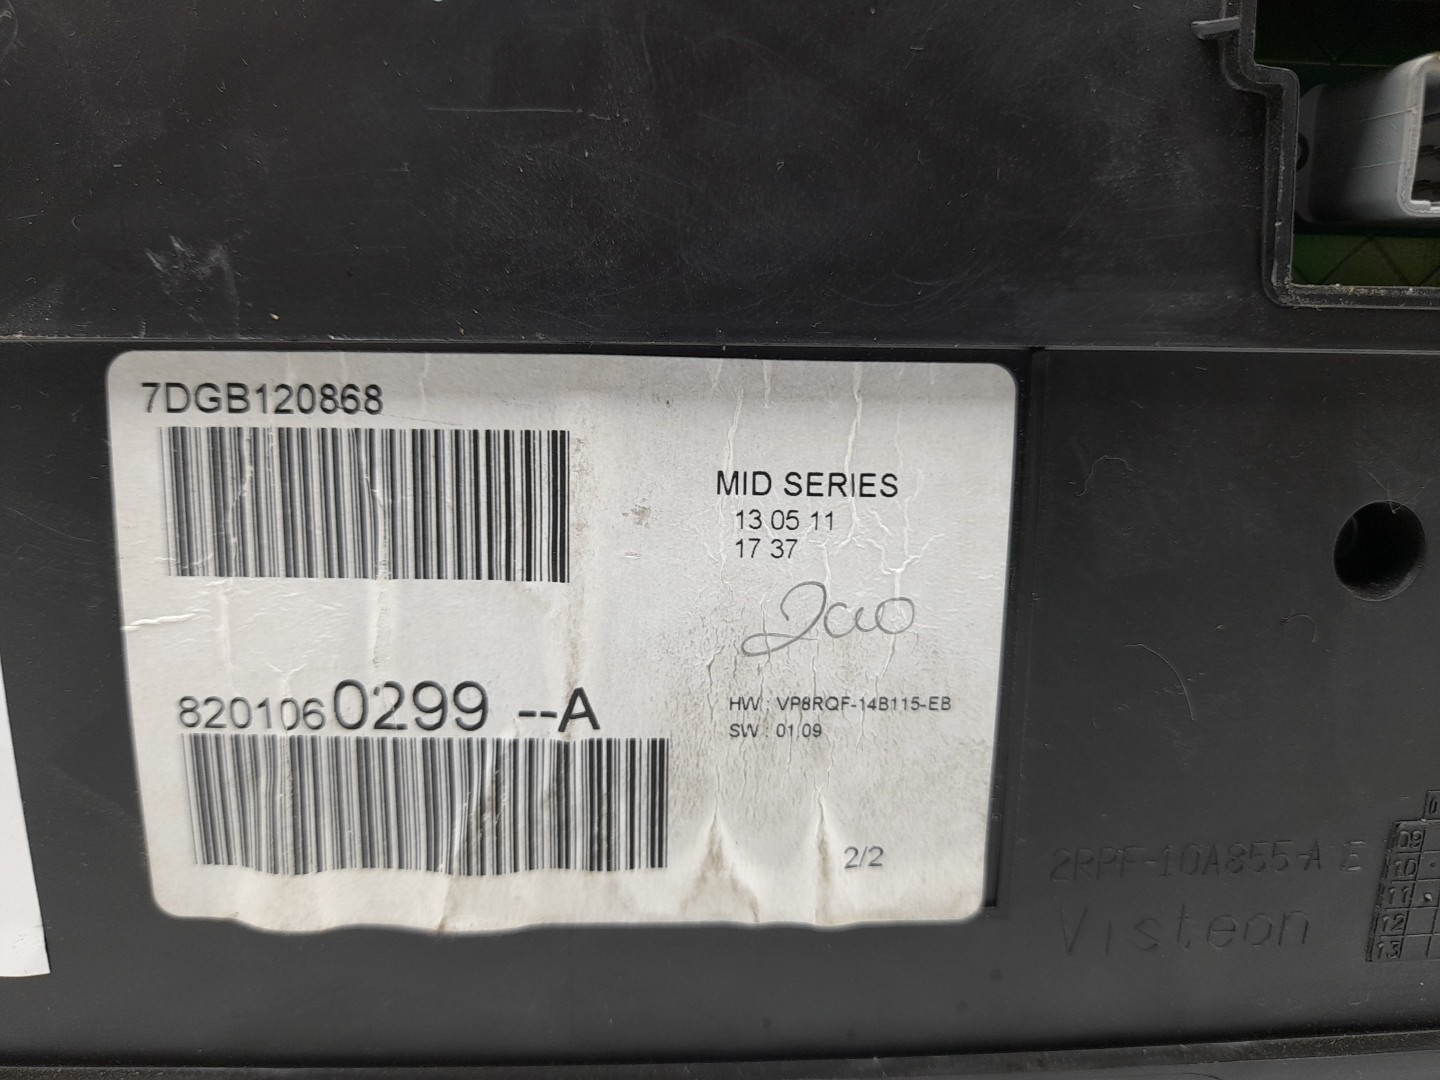 7DGB120868
MID SERIES
13 05 11
17 37
8201060299 --A
HW : VP8RQF-14B115-EB
SW : 01.09
2/2
2RPF-10A855-A E
Visteon
09
10
11
12
13